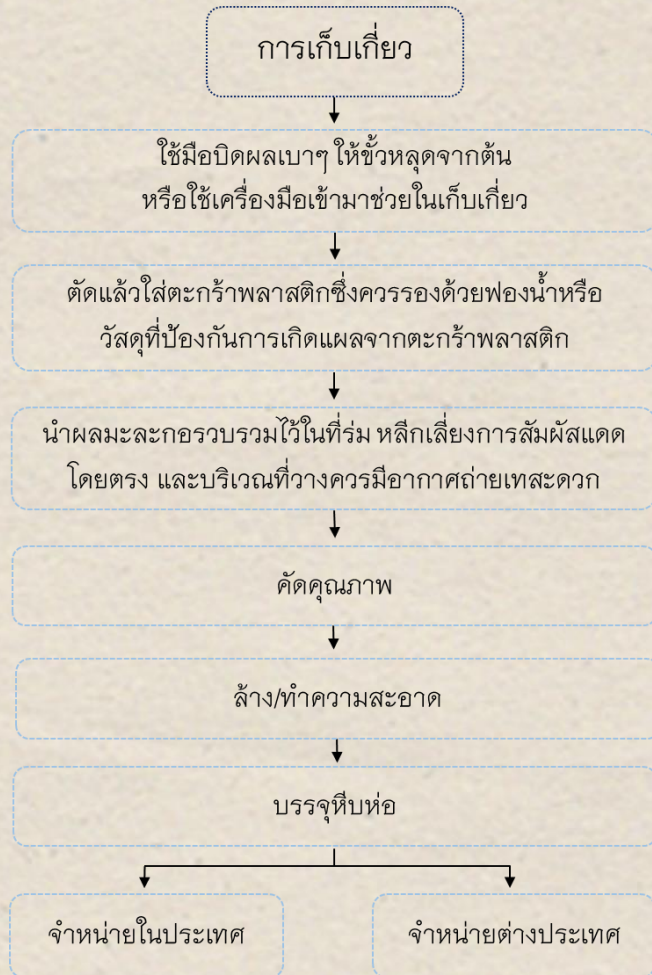 การเก็บเกี่ยว
ใช้มือบิดผลเบาๆ ให้ขั้วหลุดจากต้น
หรือใช้เครื่องมือเข้ามาช่วยในเก็บเกี่ยว
ตัดแล้วใส่ตะกร้าพลาสติกซึ่งควรรองด้วยฟองน้ำหรือ
วัสดุที่ป้องกันการเกิดแผลจากตะกร้าพลาสติก
นำผลมะละกอรวบรวมไว้ในที่ร่ม หลีกเลี่ยงการสัมผัสแดด
โดยตรง และบริเวณที่วางควรมีอากาศถ่ายเทสะดวก
คัดคุณภาพ
ล้าง/ทำความสะอาด
บรรจุหีบห่อ
จำหน่ายในประเทศ
จำหน่ายต่างประเทศ